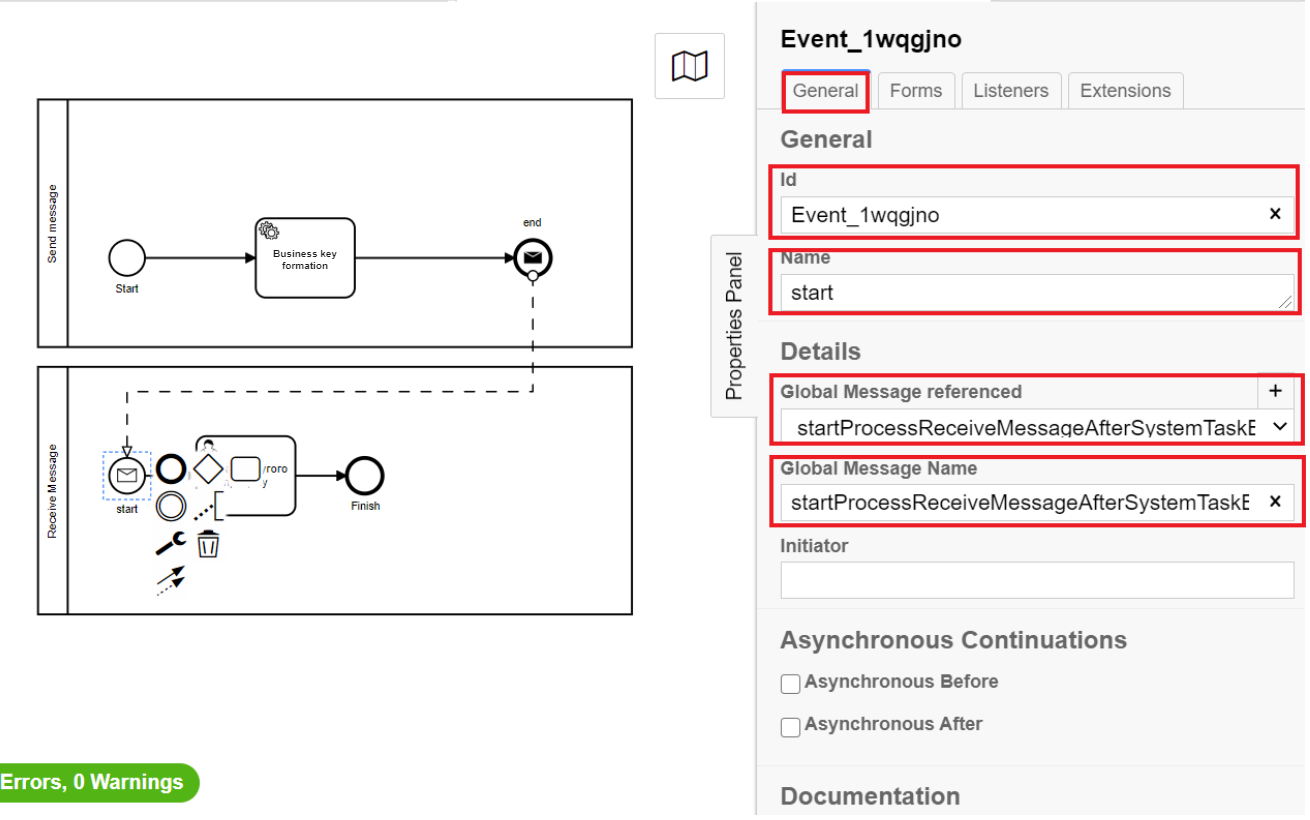 Send message
Start
Business key
formation
end
Receive Message
start
Finish
Errors, 0 Warnings
Properties Panel
Event_1wqgjno
General
Forms
Listeners
Extensions
General
Id
Event_1wqgjno
Name
start
Details
Global Message referenced
+
startProcessReceiveMessageAfterSystemTaskE
Global Message Name
startProcessReceiveMessageAfterSystemTaskE
Initiator
Asynchronous Continuations
Asynchronous Before
Asynchronous After
Documentation